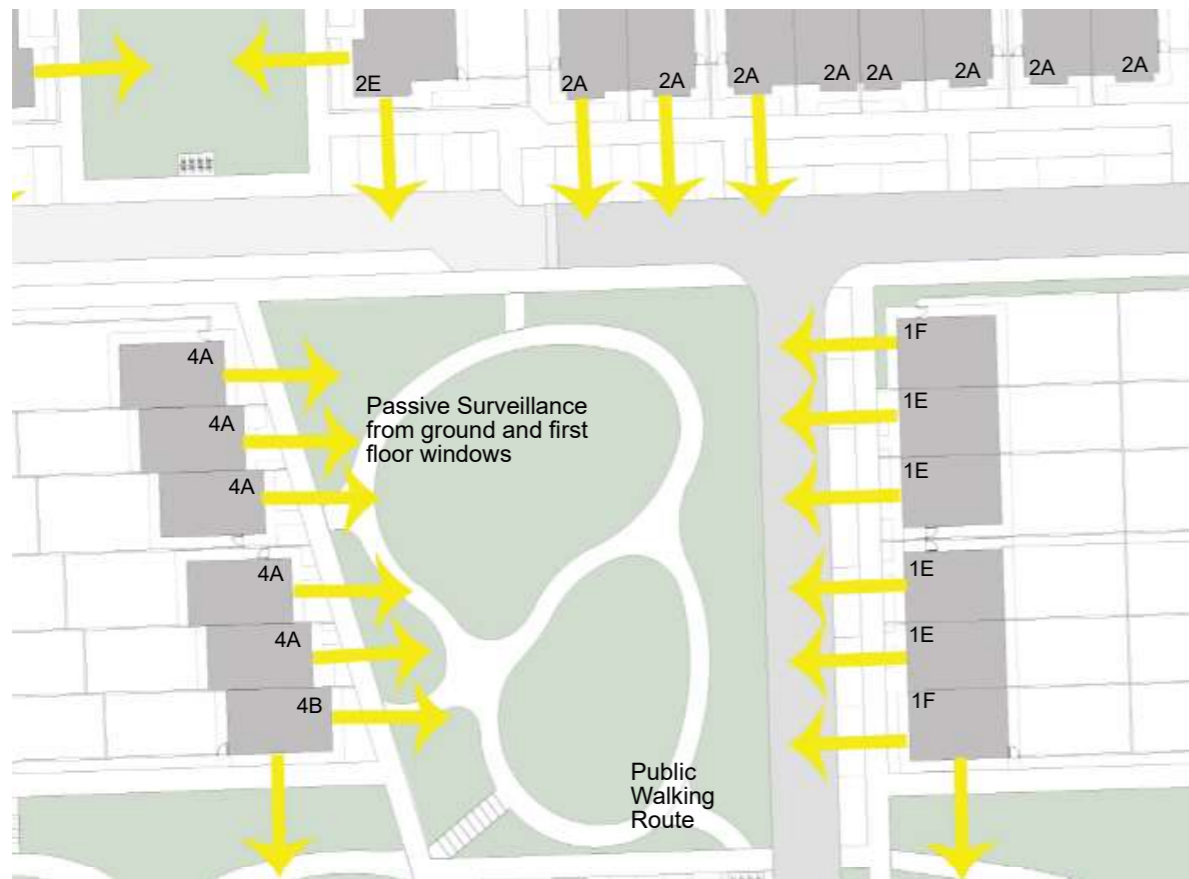 2E
2A
2A
2A
2A
2A
2A
2A
2A
4A
4A
4A
4A
4A
4B
Passive Surveillance
from ground and first
floor windows
1F
1E
1E
1E
1E
1F
Public
Walking
Route